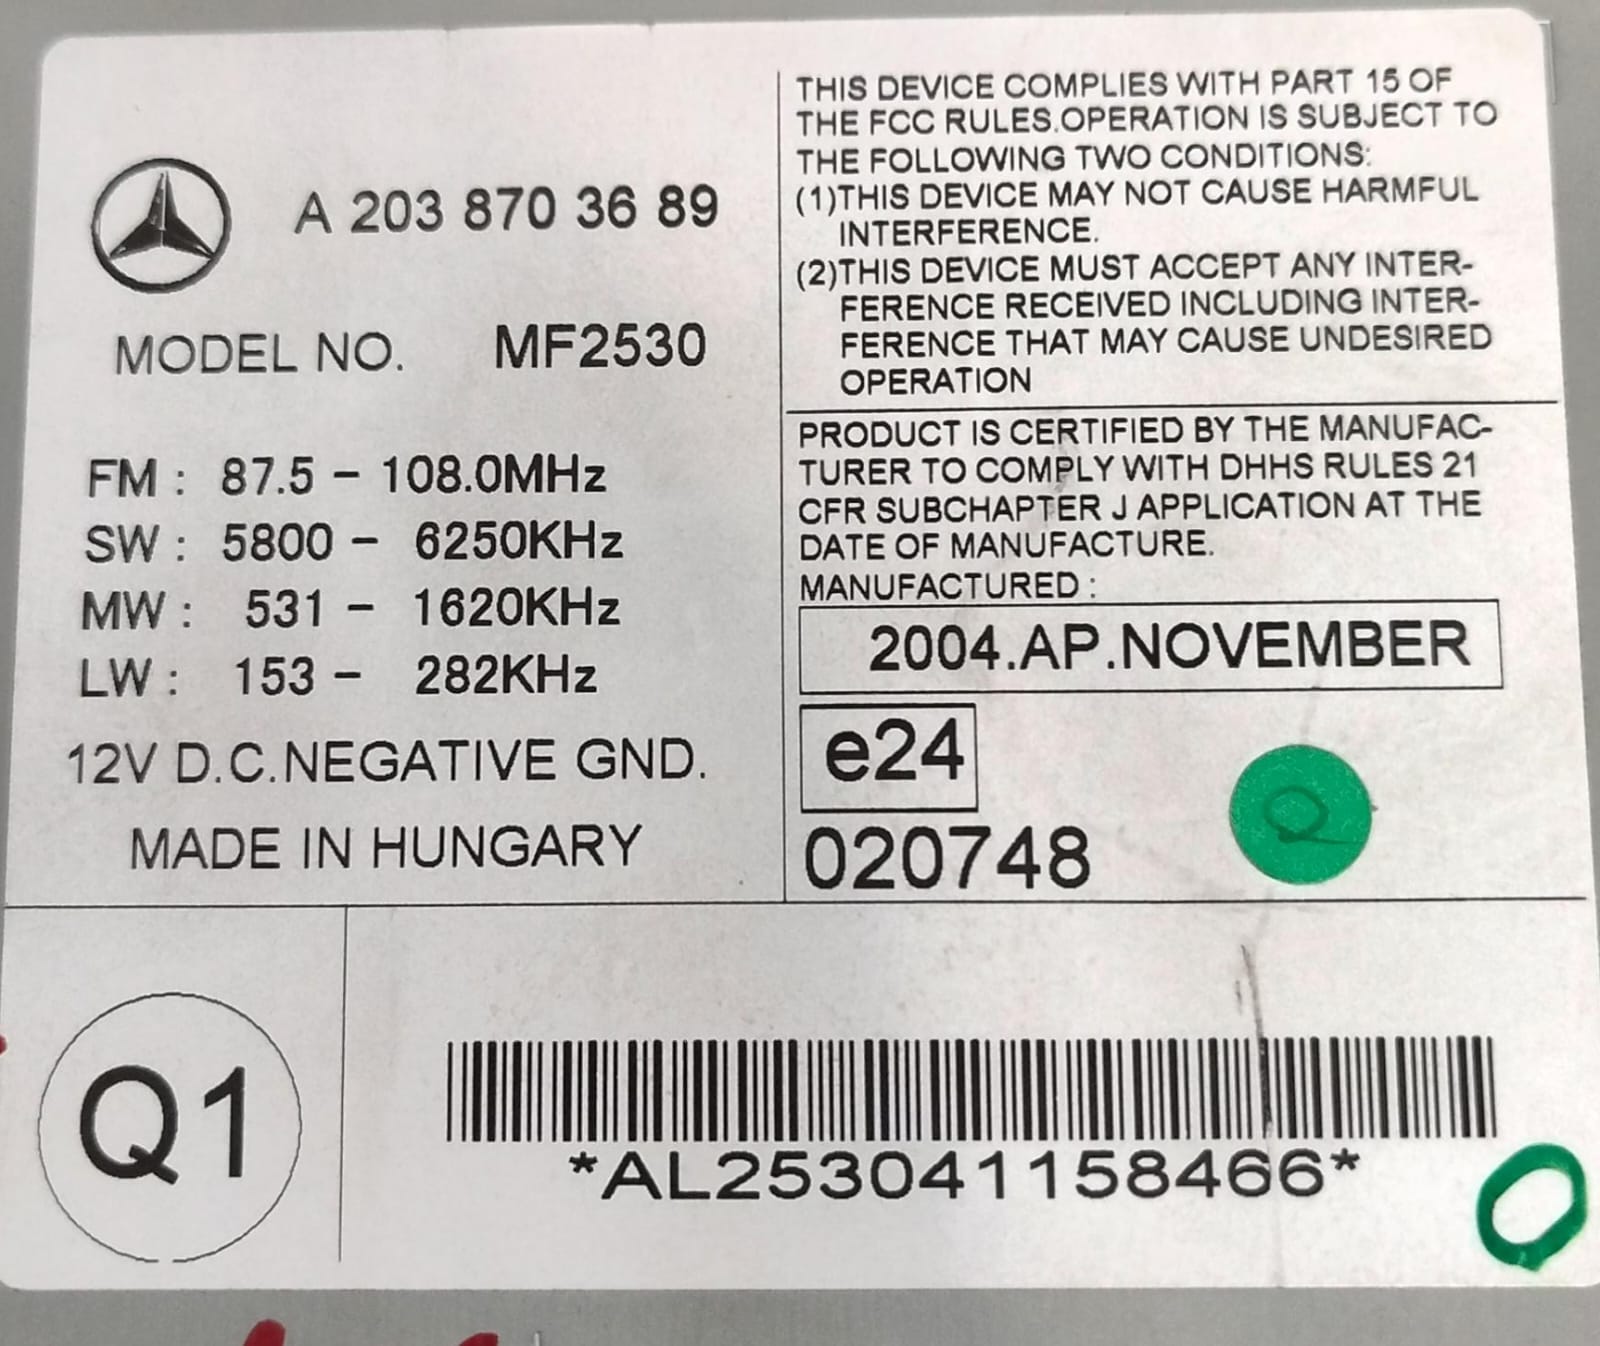 A 203 870 36 89
MODEL NO. MF2530
FM : 87.5 – 108.0MHz
SW : 5800 – 6250KHz
MW : 531 – 1620KHz
LW : 153 – 282KHz
12V D.C.NEGATIVE GND.
MADE IN HUNGARY
THIS DEVICE COMPLIES WITH PART 15 OF
THE FCC RULES.OPERATION IS SUBJECT TO
THE FOLLOWING TWO CONDITIONS:
(1)THIS DEVICE MAY NOT CAUSE HARMFUL
INTERFERENCE.
(2)THIS DEVICE MUST ACCEPT ANY INTER-
FERENCE RECEIVED INCLUDING INTER-
FERENCE THAT MAY CAUSE UNDESIRED
OPERATION
PRODUCT IS CERTIFIED BY THE MANUFAC-
TURER TO COMPLY WITH DHHS RULES 21
CFR SUBCHAPTER J APPLICATION AT THE
DATE OF MANUFACTURE.
MANUFACTURED :
2004.AP.NOVEMBER
e24
020748
Q1
*AL253041158466*